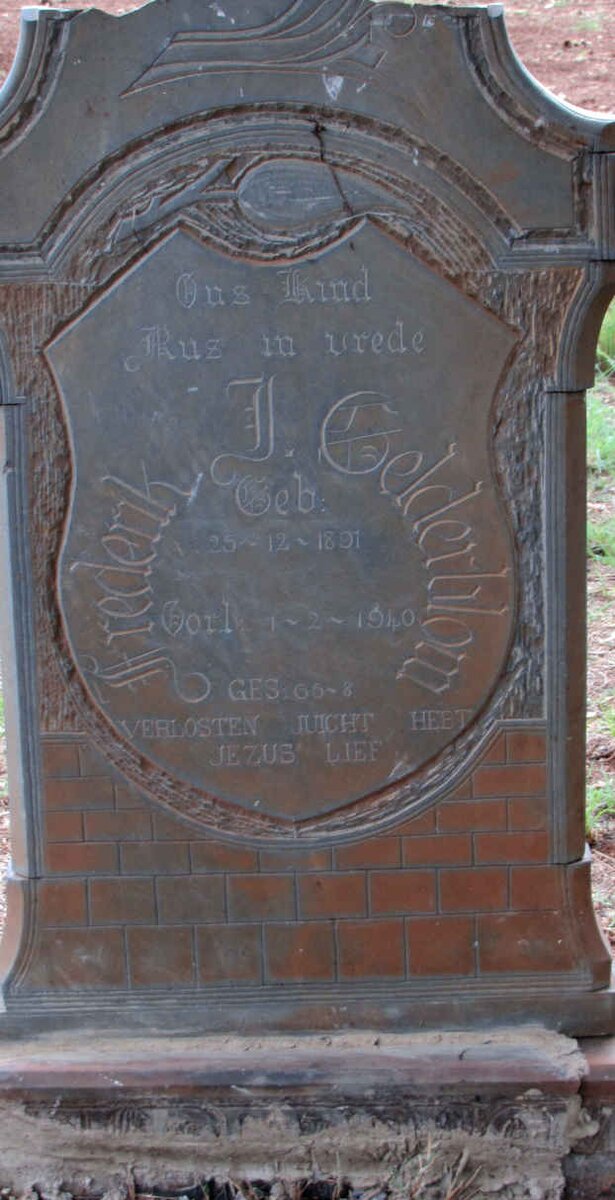 Ons Kind
Rus in vrede
Frederik J. Gelderblom
Geb:
25-12-1891
Oorl. 1-2-1940
GES: 66-8
VERLOSTEN JUICHT HEET
JEZUS LIEF